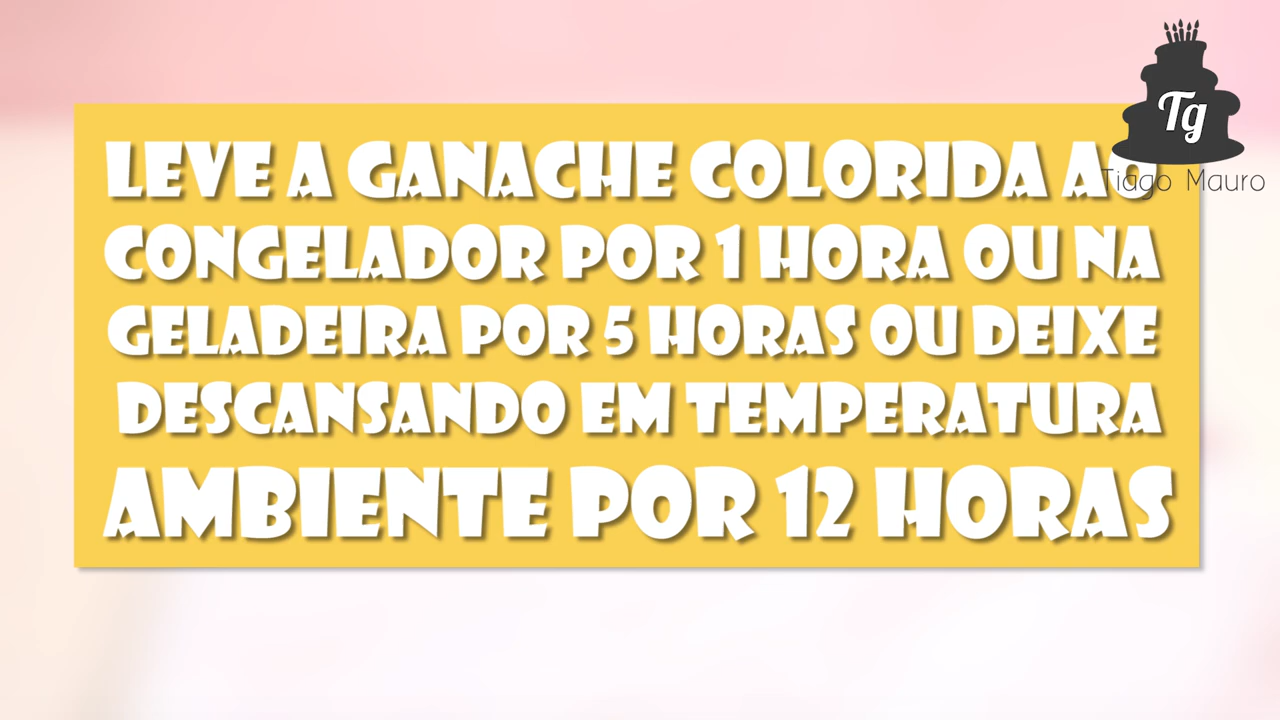 LEVE A GANACHE COLORIDA AO
CONGELADOR POR 1 HORA OU NA
GELADEIRA POR 5 HORAS OU DEIXE
DESCANSANDO EM TEMPERATURA
AMBIENTE POR 12 HORAS
Tg
Tiago Mauro